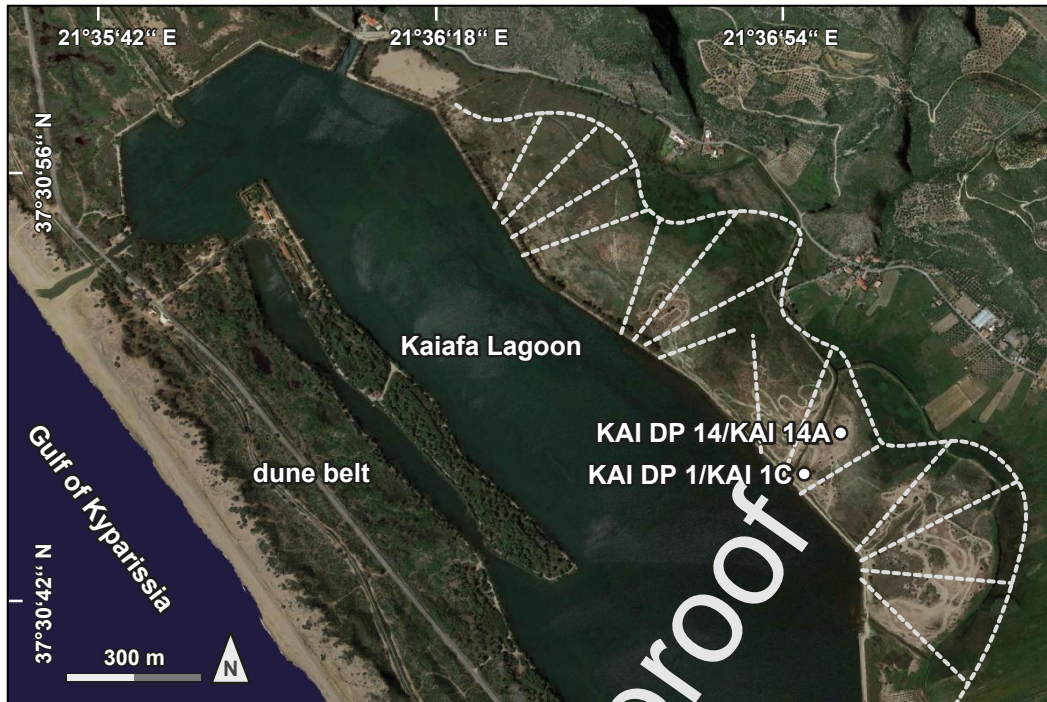 21°35‘42“ E
21°36‘18“ E
21°36‘54“ E
37°30‘56“ N
Kaiafa Lagoon
KAI DP 14/KAI 14A
KAI DP 1/KAI 1C
dune belt
Gulf of Kyparissia
proof
37°30‘42“ N
300 m
N